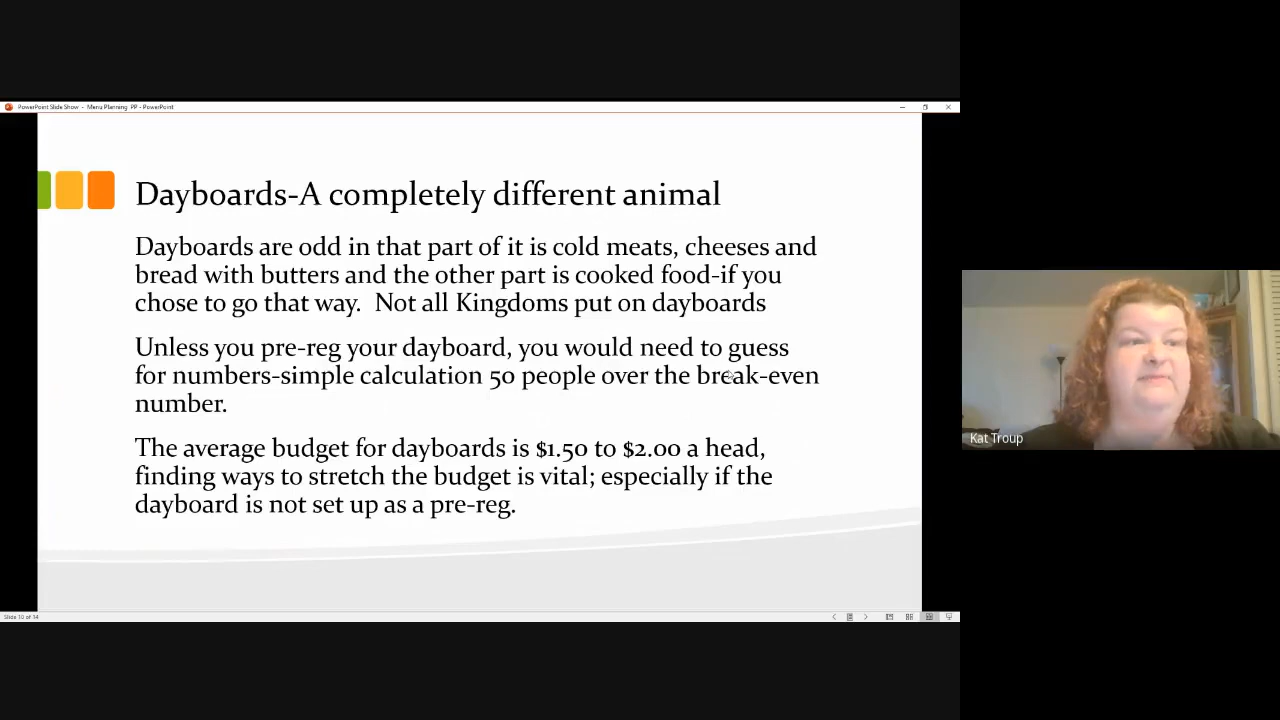 PowerPoint Slide Show - Menu Planning PP - PowerPoint
Dayboards-A completely different animal
Dayboards are odd in that part of it is cold meats, cheeses and
bread with butters and the other part is cooked food-if you
chose to go that way.  Not all Kingdoms put on dayboards
Unless you pre-reg your dayboard, you would need to guess
for numbers-simple calculation 50 people over the break-even
number.
The average budget for dayboards is $1.50 to $2.00 a head,
finding ways to stretch the budget is vital; especially if the
dayboard is not set up as a pre-reg.
Kat Troup
Slide 10 of 14